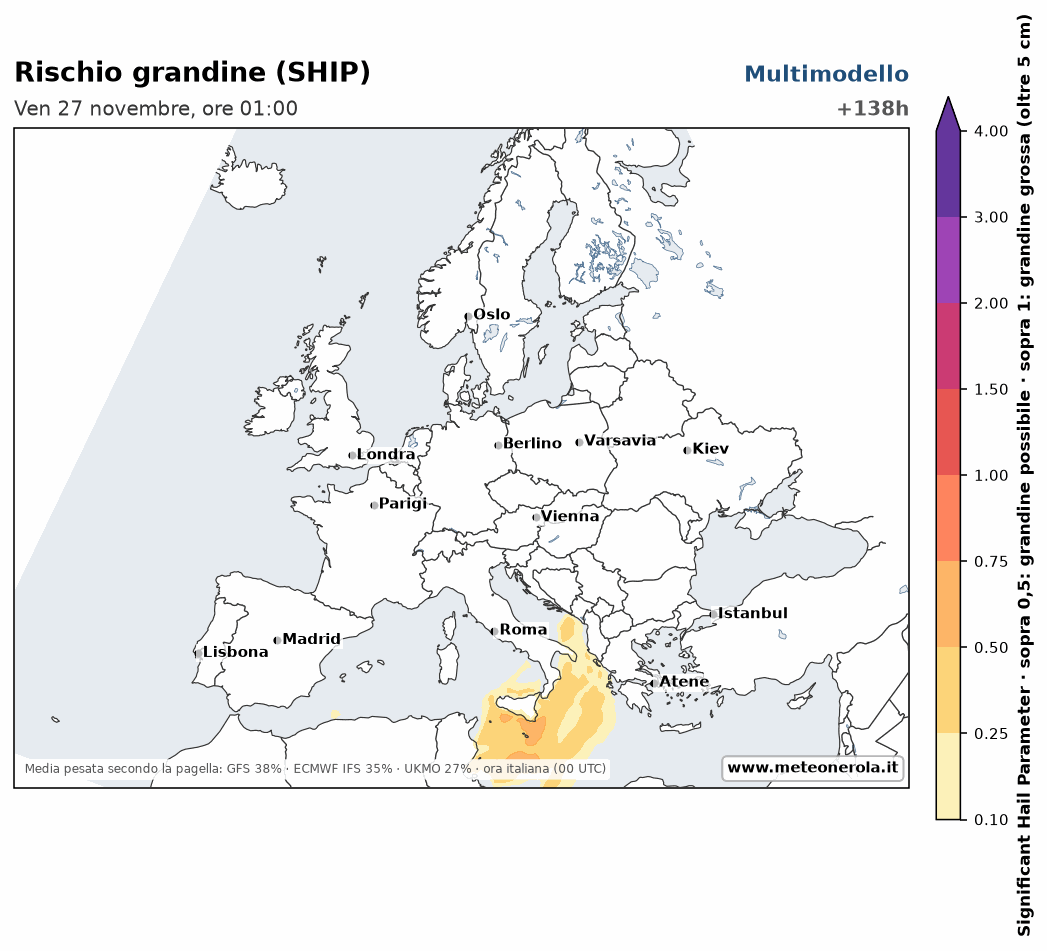 Rischio grandine (SHIP)
Multimodello
Ven 27 novembre, ore 01:00
+138h
Oslo
Berlino
Varsavia
Kiev
Londra
Parigi
Vienna
Roma
Istanbul
Madrid
Lisbona
Atene
Media pesata secondo la pagella: GFS 38% · ECMWF IFS 35% · UKMO 27% · ora italiana (00 UTC)
www.meteonerola.it
4.00
3.00
2.00
1.50
1.00
0.75
0.50
0.25
0.10
Significant Hail Parameter · sopra 0,5: grandine possibile · sopra 1: grandine grossa (oltre 5 cm)